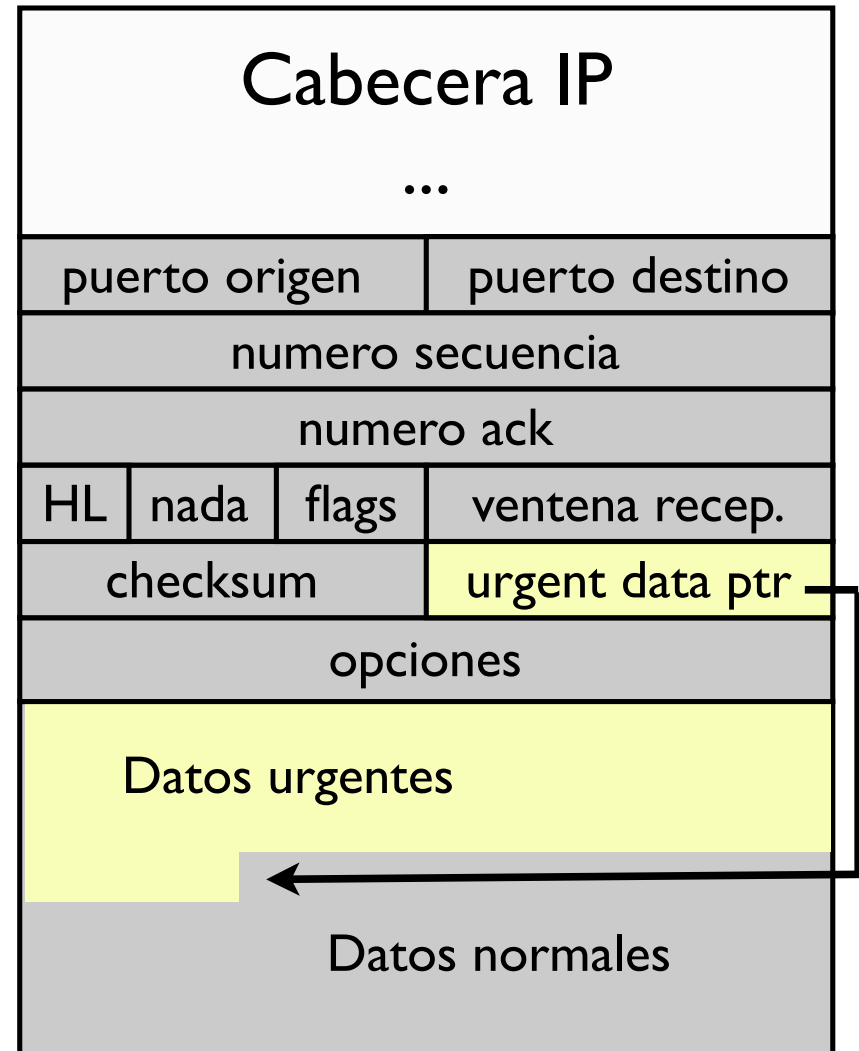 Cabecera IP
...
puerto origen puerto destino
numero secuencia
numero ack
HL nada flags ventena recep.
checksum urgent data ptr
opciones
Datos urgentes
Datos normales